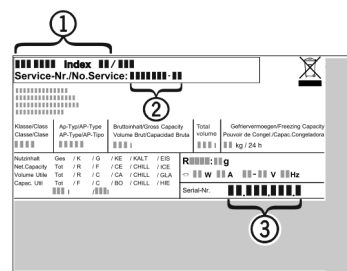 1
Index /
Service-Nr./No.Service: -
2
Klasse/Class Ap-Typ/AP-Type Bruttoinhalt/Gross Capacity Total Gefriervermoegen/Freezing Capacity
Classe/Clase AP-Type/AP-Tipo Volume Brut/Capacidad Bruta volume Pouvoir de Congel./Capac.Congeladora
kg / 24 h
Nutzinhalt Ges / K / G / KE / KALT / EIS
Net.Capacity Tot / R / F / CE / CHILL / ICE
Volume Utile Tot / R / C / CA / CHILL / GLA
Capac. Util Tot / F / C / BO / CHILL / HIE
R : g
W A - V Hz
Serial-Nr. . . .
3